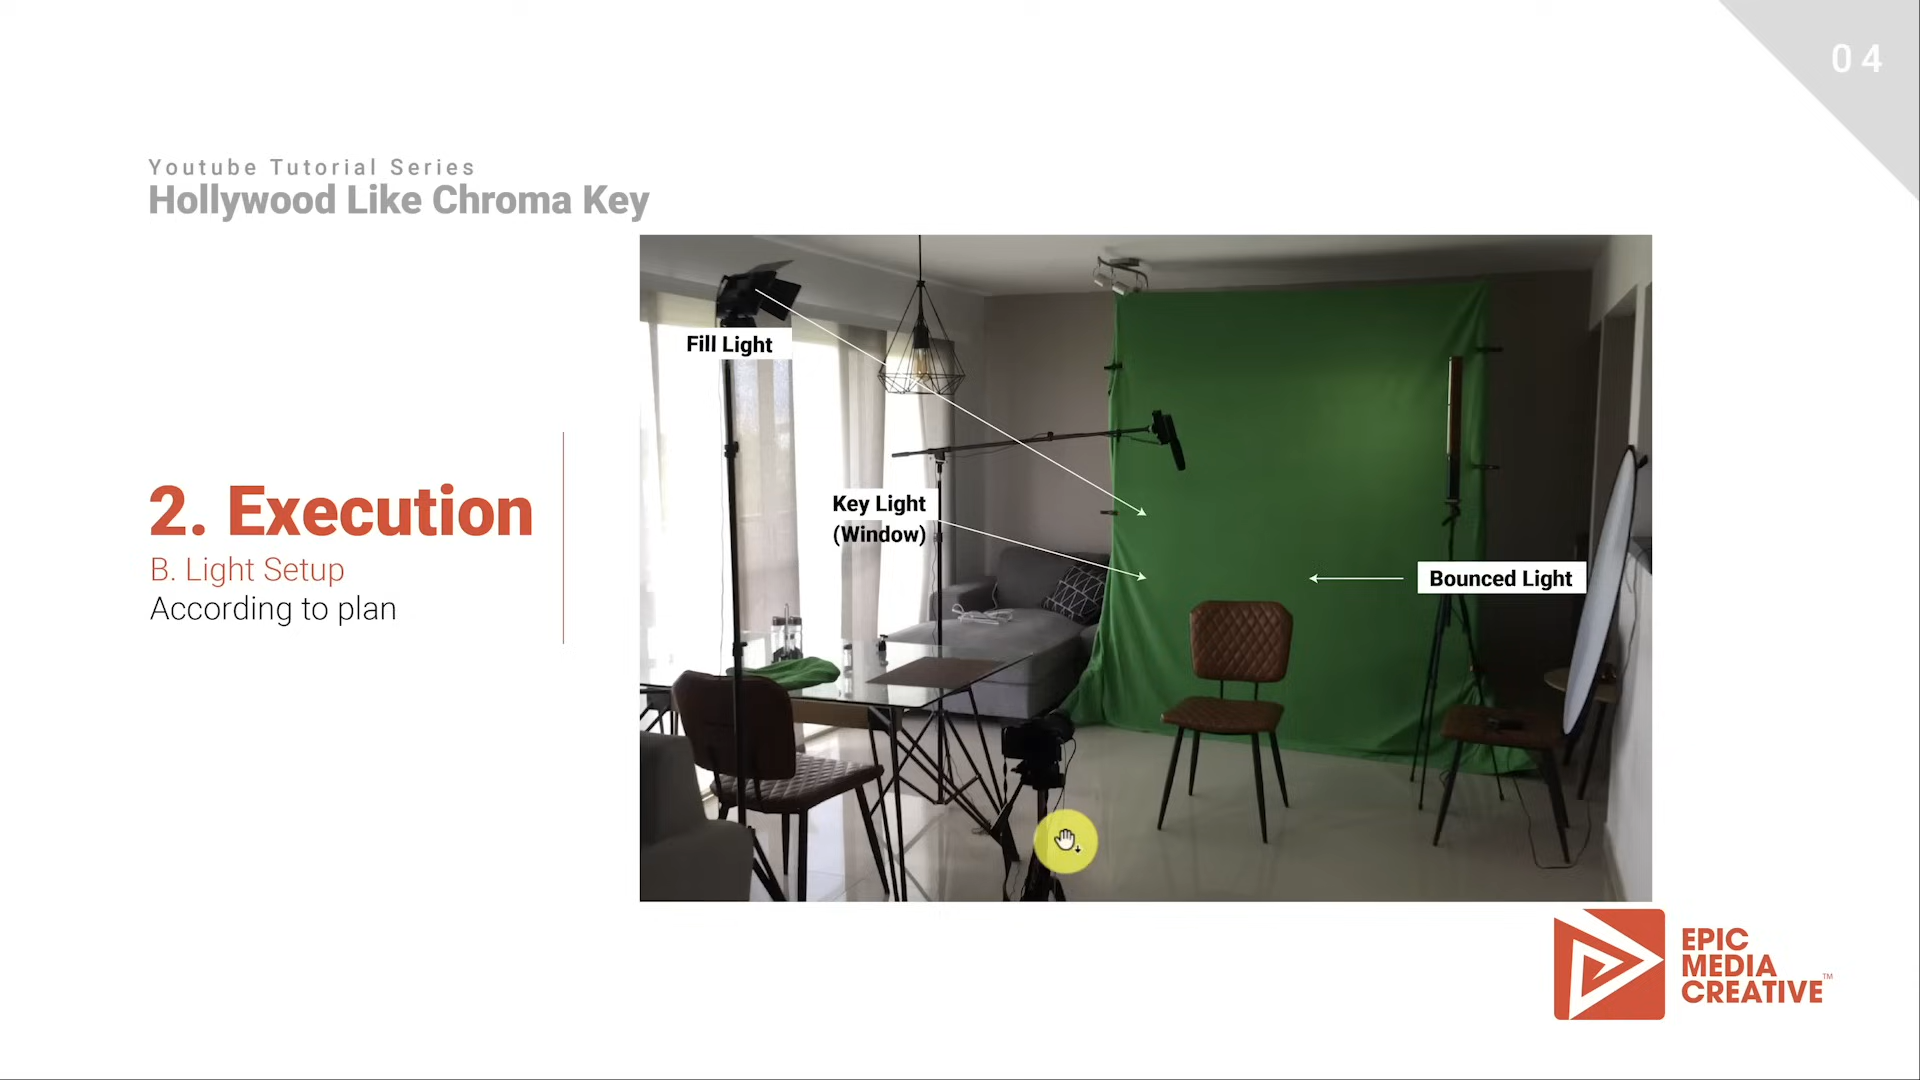 04
Youtube Tutorial Series
Hollywood Like Chroma Key
Fill Light
Key Light
(Window)
Bounced Light
2. Execution
B. Light Setup
According to plan
EPIC
MEDIA
CREATIVE™